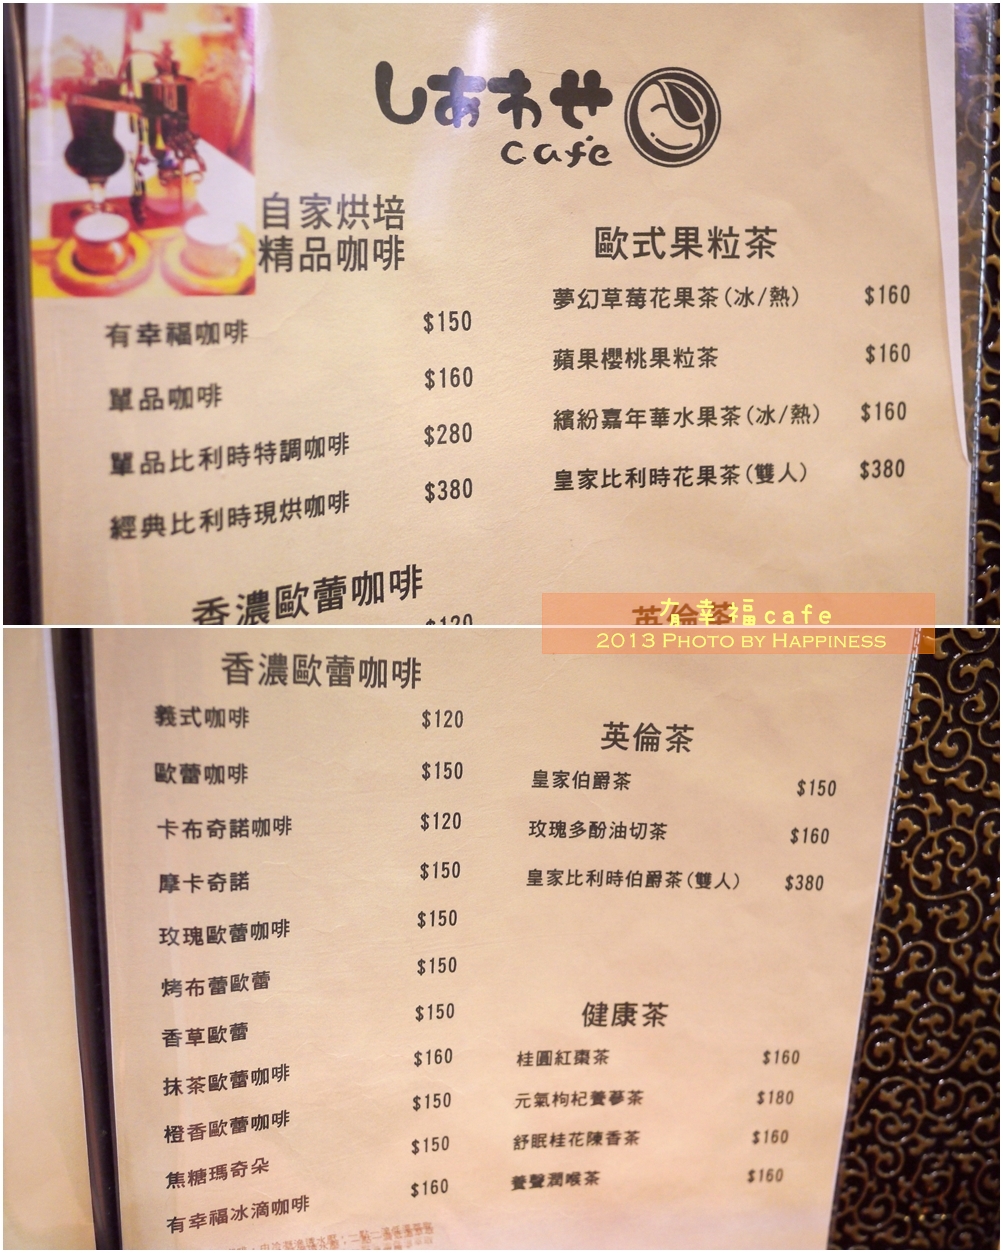 しあわせ
cafe
自家烘培
精品咖啡
有幸福咖啡 $150
單品咖啡 $160
單品比利時特調咖啡 $280
經典比利時現烘咖啡 $380
歐式果粒茶
夢幻草莓花果茶(冰/熱) $160
蘋果櫻桃果粒茶 $160
繽紛嘉年華水果茶(冰/熱) $160
皇家比利時花果茶(雙人) $380
香濃歐蕾咖啡
$120
英倫茶
有幸福cafe
2013 Photo by Happiness
香濃歐蕾咖啡
義式咖啡 $120
歐蕾咖啡 $150
卡布奇諾咖啡 $120
摩卡奇諾 $150
玫瑰歐蕾咖啡 $150
烤布蕾歐蕾 $150
香草歐蕾 $150
抹茶歐蕾咖啡 $160
橙香歐蕾咖啡 $150
焦糖瑪奇朵 $150
有幸福冰滴咖啡 $160
英倫茶
皇家伯爵茶 $150
玫瑰多酚油切茶 $160
皇家比利時伯爵茶(雙人) $380
健康茶
桂圓紅棗茶 $160
元氣枸杞養蔘茶 $180
舒眠桂花陳香茶 $160
養聲潤喉茶 $160